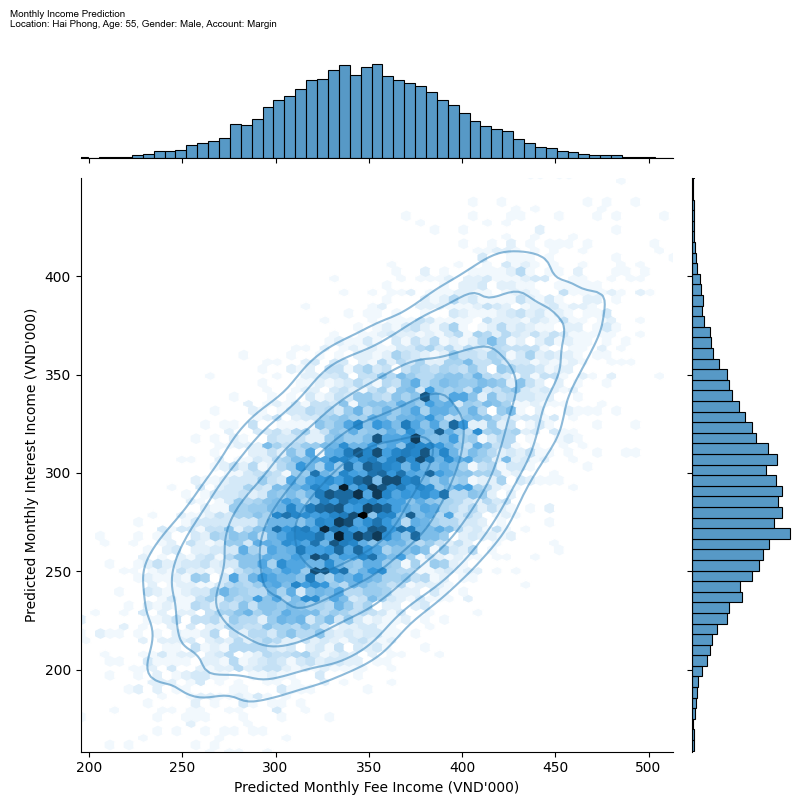 Monthly Income Prediction
Location: Hai Phong, Age: 55, Gender: Male, Account: Margin
400
350
300
250
200
Predicted Monthly Interest Income (VND'000)
200 250 300 350 400 450 500
Predicted Monthly Fee Income (VND'000)